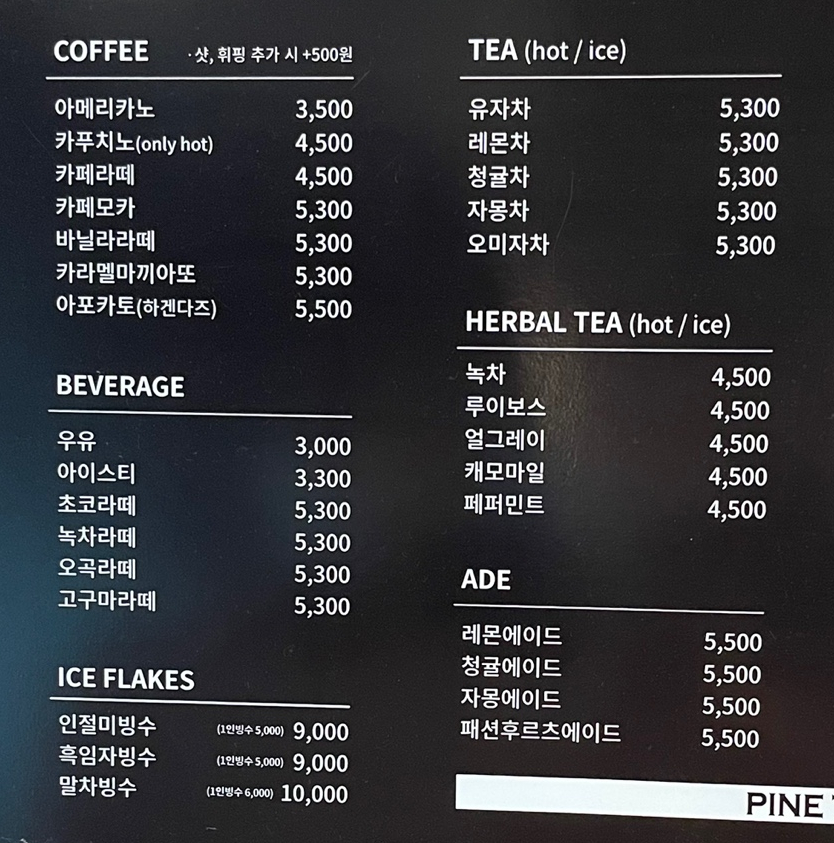 COFFEE ·샷, 휘핑 추가 시 +500원
아메리카노 3,500
카푸치노(only hot) 4,500
카페라떼 4,500
카페모카 5,300
바닐라라떼 5,300
카라멜마끼아또 5,300
아포카토(하겐다즈) 5,500
BEVERAGE
우유 3,000
아이스티 3,300
초코라떼 5,300
녹차라떼 5,300
오곡라떼 5,300
고구마라떼 5,300
ICE FLAKES
인절미빙수 (1인빙수 5,000) 9,000
흑임자빙수 (1인빙수 5,000) 9,000
말차빙수 (1인빙수 6,000) 10,000
TEA (hot / ice)
유자차 5,300
레몬차 5,300
청귤차 5,300
자몽차 5,300
오미자차 5,300
HERBAL TEA (hot / ice)
녹차 4,500
루이보스 4,500
얼그레이 4,500
캐모마일 4,500
페퍼민트 4,500
ADE
레몬에이드 5,500
청귤에이드 5,500
자몽에이드 5,500
패션후르츠에이드 5,500
PINE